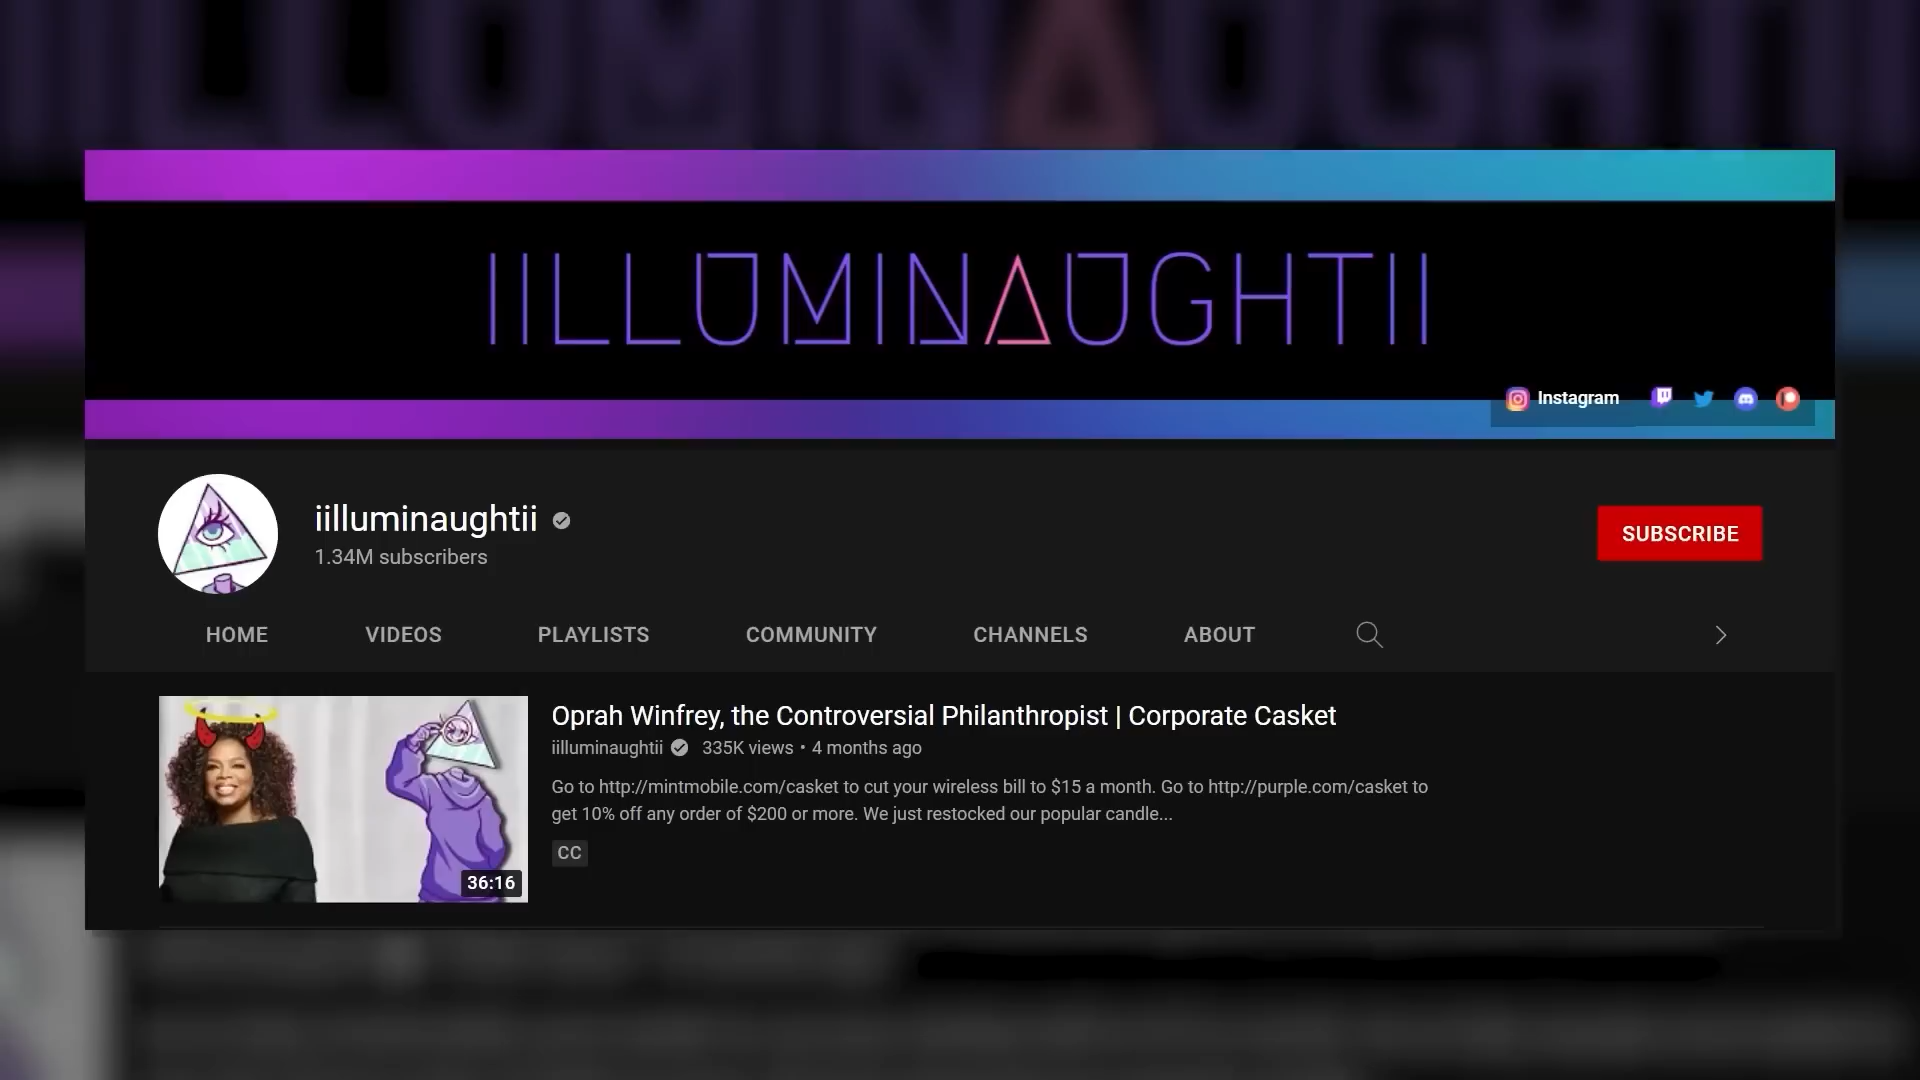 IILLUMINAUGHTII
IILLUMINAUGHTII
Instagram
iilluminaughtii
1.34M subscribers
SUBSCRIBE
HOME VIDEOS PLAYLISTS COMMUNITY CHANNELS ABOUT
Oprah Winfrey, the Controversial Philanthropist | Corporate Casket
iilluminaughtii 335K views • 4 months ago
Go to http://mintmobile.com/casket to cut your wireless bill to $15 a month. Go to http://purple.com/casket to
get 10% off any order of $200 or more. We just restocked our popular candle...
CC
36:16